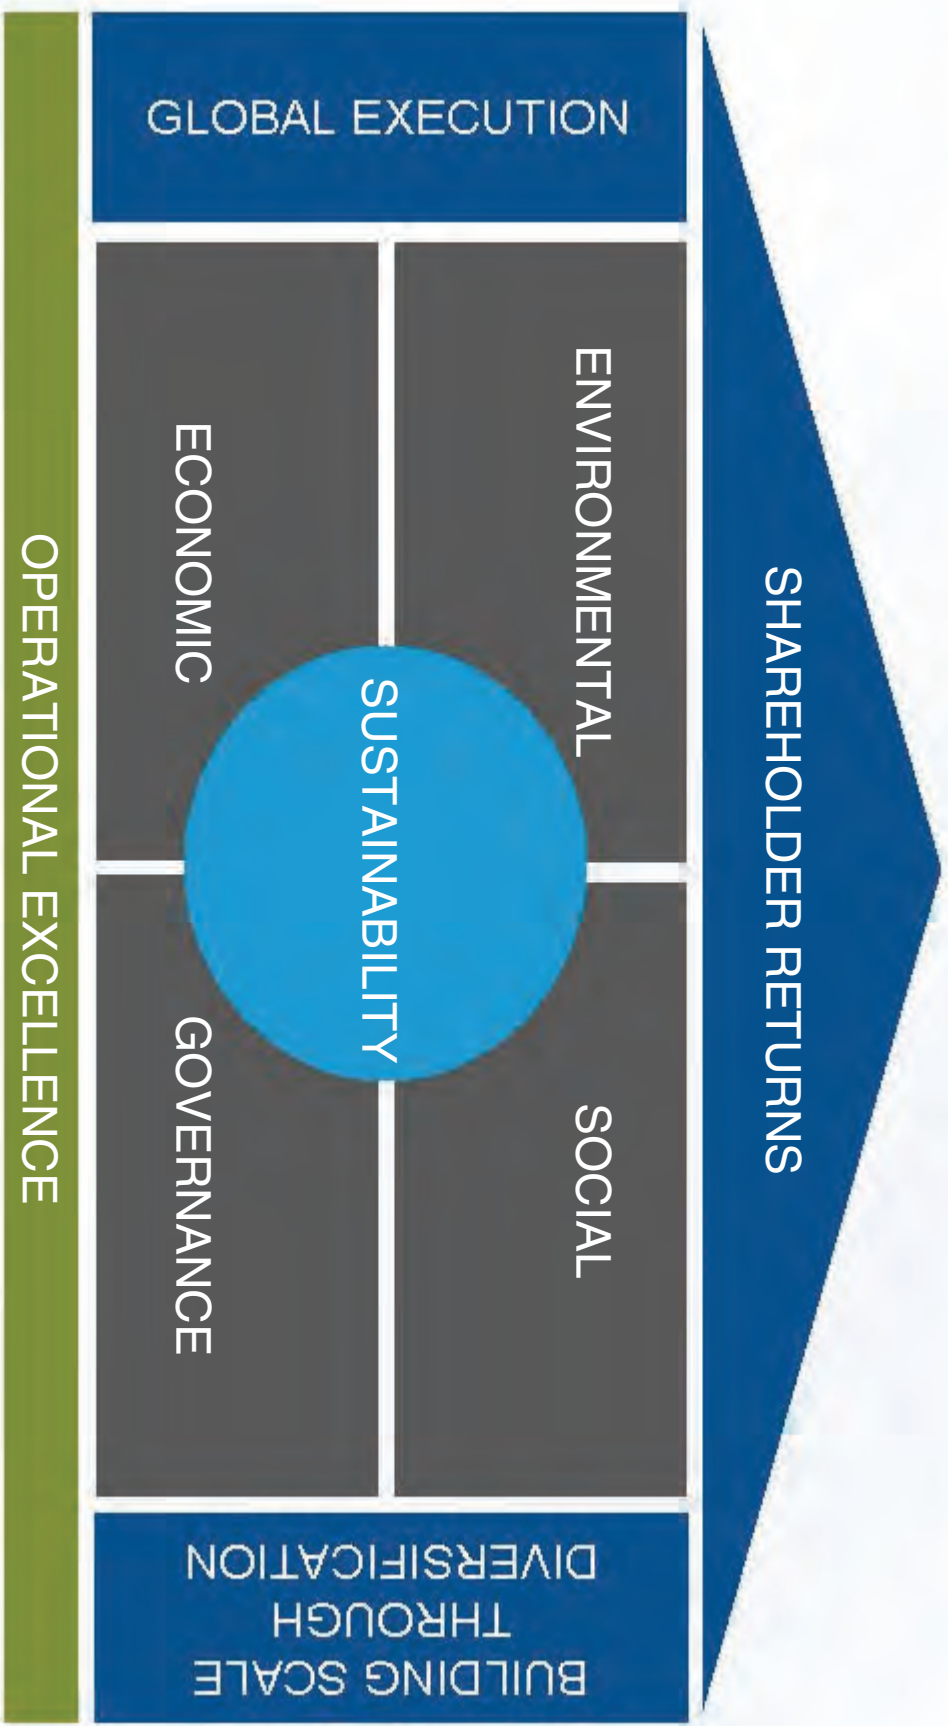 SHAREHOLDER RETURNS
GLOBAL EXECUTION
ENVIRONMENTAL
SOCIAL
SUSTAINABILITY
ECONOMIC
GOVERNANCE
BUILDING SCALE
THROUGH
DIVERSIFICATION
OPERATIONAL EXCELLENCE